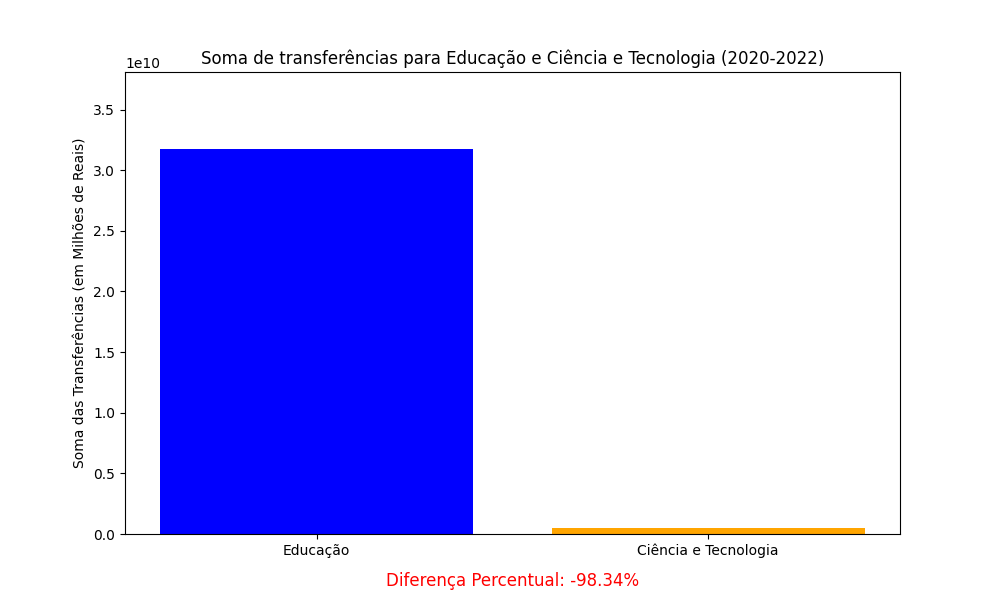 Soma de transferências para Educação e Ciência e Tecnologia (2020-2022)
1e10
Soma das Transferências (em Milhões de Reais)
3.5
3.0
2.5
2.0
1.5
1.0
0.5
0.0
Educação
Ciência e Tecnologia
Diferença Percentual: -98.34%